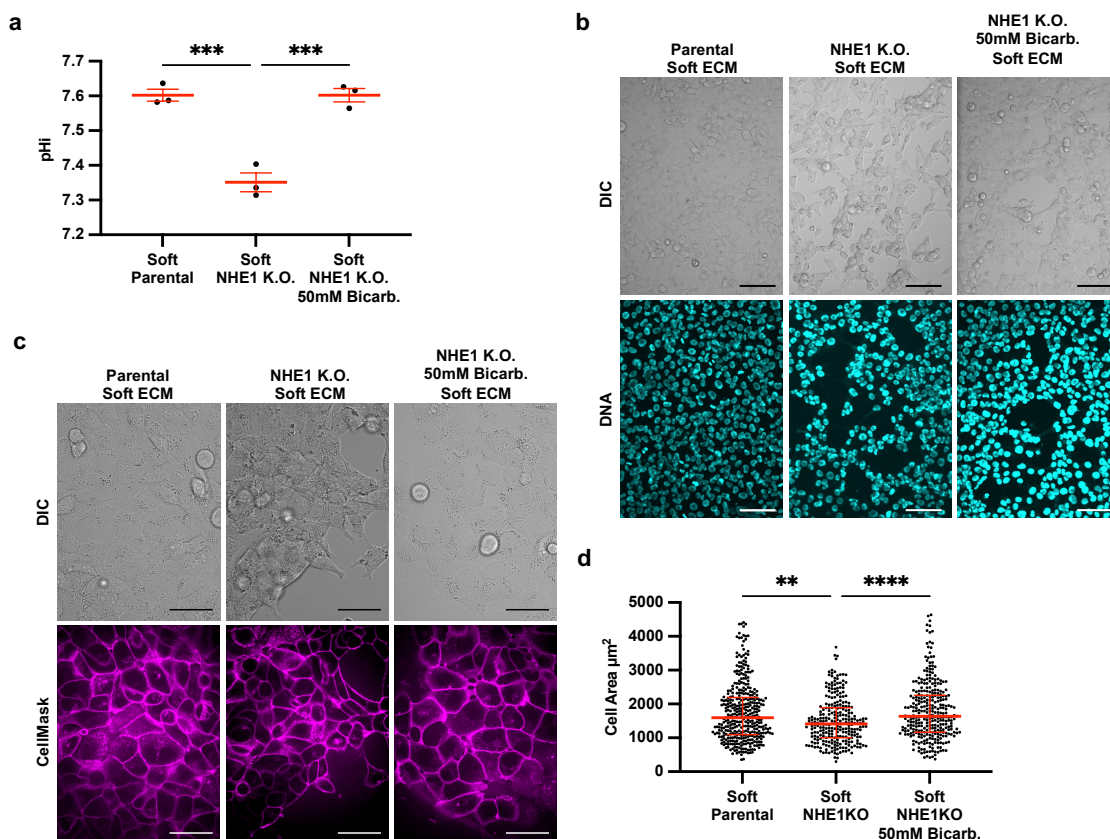 a
***
***
7.7
7.6
7.5
7.4
7.3
7.2
pHi
Soft
Parental
Soft
NHE1 K.O.
Soft
NHE1 K.O.
50mM Bicarb.
b
Parental
Soft ECM
NHE1 K.O.
Soft ECM
NHE1 K.O.
50mM Bicarb.
Soft ECM
DIC
DNA
c
Parental
Soft ECM
NHE1 K.O.
Soft ECM
NHE1 K.O.
50mM Bicarb.
Soft ECM
DIC
CellMask
d
**
****
5000
4000
3000
2000
1000
0
Cell Area µm²
Soft
Parental
Soft
NHE1KO
Soft
NHE1KO
50mM Bicarb.